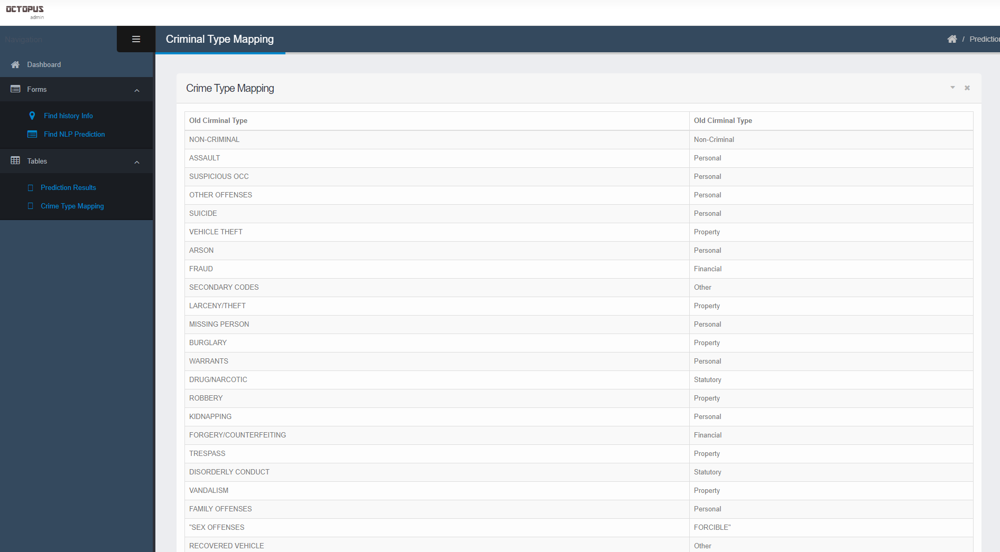 OCTOPUS
admin
Navigation
Criminal Type Mapping
/ Prediction
Dashboard
Forms
Find history Info
Find NLP Prediction
Tables
Prediction Results
Crime Type Mapping
Crime Type Mapping
Old Cirminal Type Old Cirminal Type
NON-CRIMINAL Non-Criminal
ASSAULT Personal
SUSPICIOUS OCC Personal
OTHER OFFENSES Personal
SUICIDE Personal
VEHICLE THEFT Property
ARSON Personal
FRAUD Financial
SECONDARY CODES Other
LARCENY/THEFT Property
MISSING PERSON Personal
BURGLARY Property
WARRANTS Personal
DRUG/NARCOTIC Statutory
ROBBERY Property
KIDNAPPING Personal
FORGERY/COUNTERFEITING Financial
TRESPASS Property
DISORDERLY CONDUCT Statutory
VANDALISM Property
FAMILY OFFENSES Personal
"SEX OFFENSES FORCIBLE"
RECOVERED VEHICLE Other